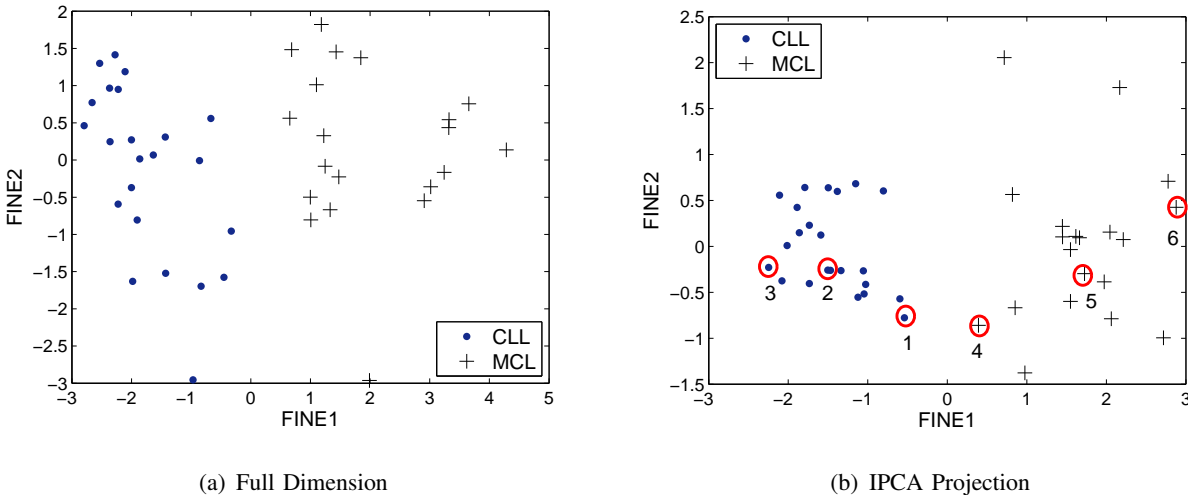 2
1.5
1
0.5
0
−0.5
−1
−1.5
−2
−2.5
−3
−3 −2 −1 0 1 2 3 4 5
FINE1
FINE2
CLL
MCL
(a) Full Dimension
2.5
2
1.5
1
0.5
0
−0.5
−1
−1.5
−3 −2 −1 0 1 2 3
FINE1
FINE2
CLL
MCL
6
3
2
5
1
4
(b) IPCA Projection